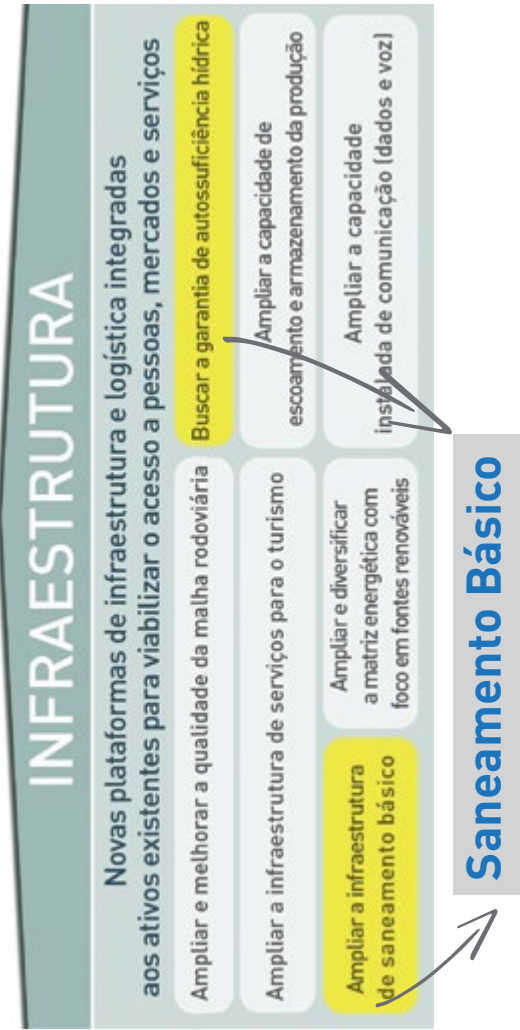 INFRAESTRUTURA
Novas plataformas de infraestrutura e logística integradas
aos ativos existentes para viabilizar o acesso a pessoas, mercados e serviços
Ampliar e melhorar a qualidade da malha rodoviária
Buscar a garantia de autossuficiência hídrica
Ampliar a infraestrutura de serviços para o turismo
Ampliar a capacidade de
escoamento e armazenamento da produção
Ampliar a infraestrutura
de saneamento básico
Ampliar e diversificar
a matriz energética com
foco em fontes renováveis
Ampliar a capacidade
instalada de comunicação (dados e voz)
Saneamento Básico